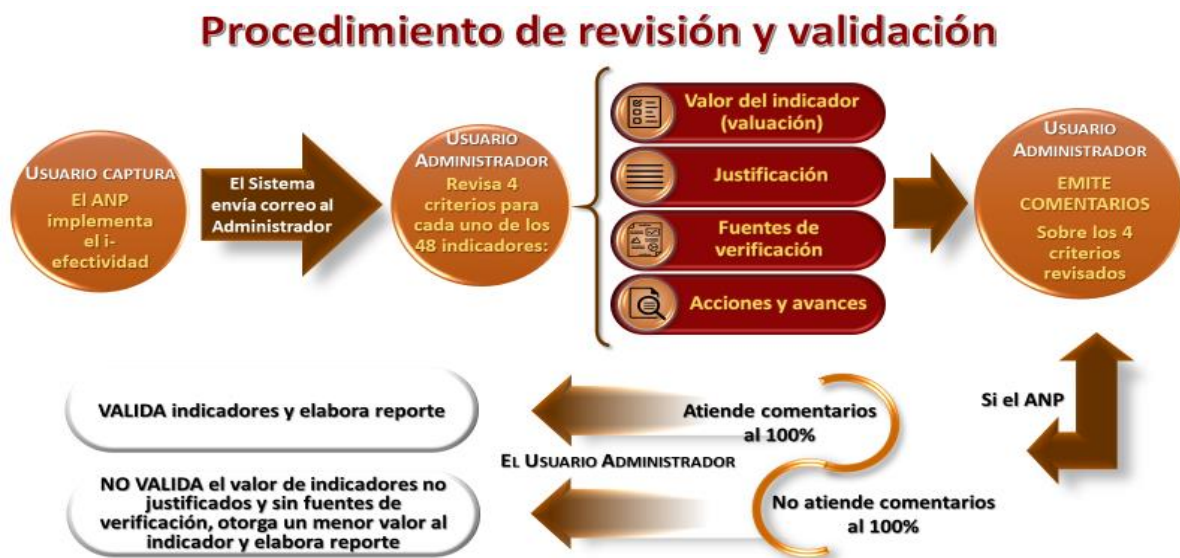 Procedimiento de revisión y validación
USUARIO CAPTURA
El ANP
implementa
el i-
efectividad
El Sistema
envía correo al
Administrador
USUARIO
ADMINISTRADOR
Revisa 4
criterios para
cada uno de los
48 indicadores:
Valor del indicador
(valuación)
Justificación
Fuentes de
verificación
Acciones y avances
USUARIO
ADMINISTRADOR
EMITE
COMENTARIOS
Sobre los 4
criterios
revisados
Si el ANP
Atiende comentarios
al 100%
No atiende comentarios
al 100%
EL USUARIO ADMINISTRADOR
VALIDA indicadores y elabora reporte
NO VALIDA el valor de indicadores no
justificados y sin fuentes de
verificación, otorga un menor valor al
indicador y elabora reporte